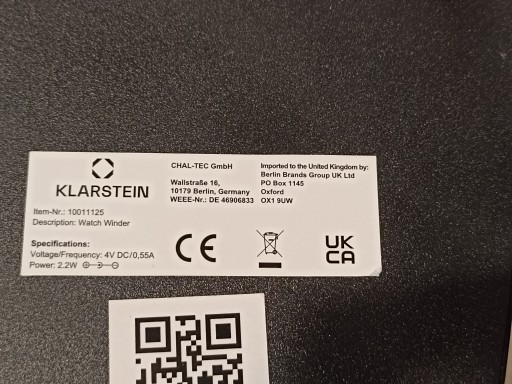 KLARSTEIN
Item-Nr.: 10011125
Description: Watch Winder
Specifications:
Voltage/Frequency: 4V DC/0,55A
Power: 2.2W
CHAL-TEC GmbH
Wallstraße 16,
10179 Berlin, Germany
WEEE-Nr.: DE 46906833
Imported to the United Kingdom by:
Berlin Brands Group UK Ltd
PO Box 1145
Oxford
OX1 9UW
CE
UK
CA